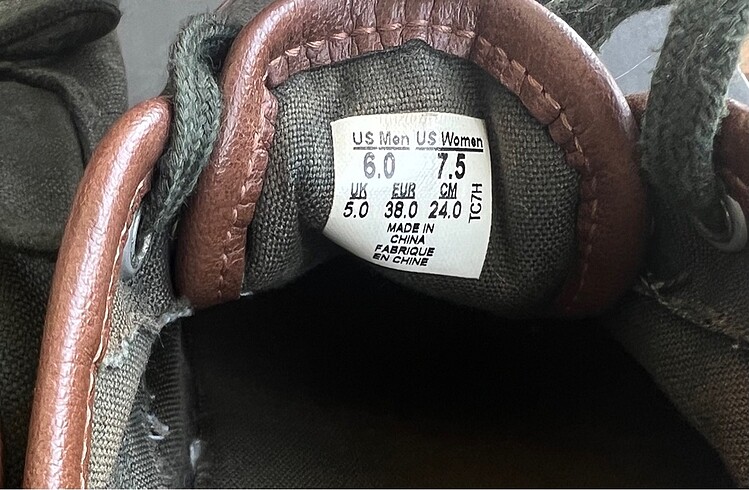 US Men US Women
6.0 7.5
UK EUR CM
5.0 38.0 24.0
TC7H
MADE IN
CHINA
FABRIQUE
EN CHINE